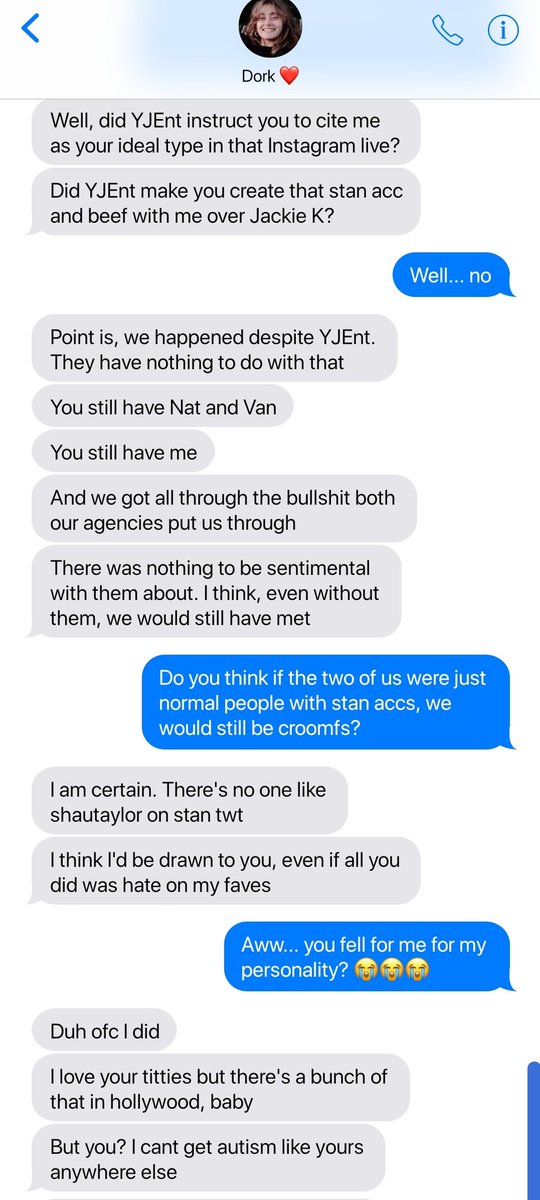 Dork ❤️
Well, did YJEnt instruct you to cite me
as your ideal type in that Instagram live?
Did YJEnt make you create that stan acc
and beef with me over Jackie K?
Well... no
Point is, we happened despite YJEnt.
They have nothing to do with that
You still have Nat and Van
You still have me
And we got all through the bullshit both
our agencies put us through
There was nothing to be sentimental
with them about. I think, even without
them, we would still have met
Do you think if the two of us were just
normal people with stan accs, we
would still be croomfs?
I am certain. There's no one like
shautaylor on stan twt
I think I'd be drawn to you, even if all you
did was hate on my faves
Aww... you fell for me for my
personality? 😭😭😭
Duh ofc I did
I love your titties but there's a bunch of
that in hollywood, baby
But you? I cant get autism like yours
anywhere else